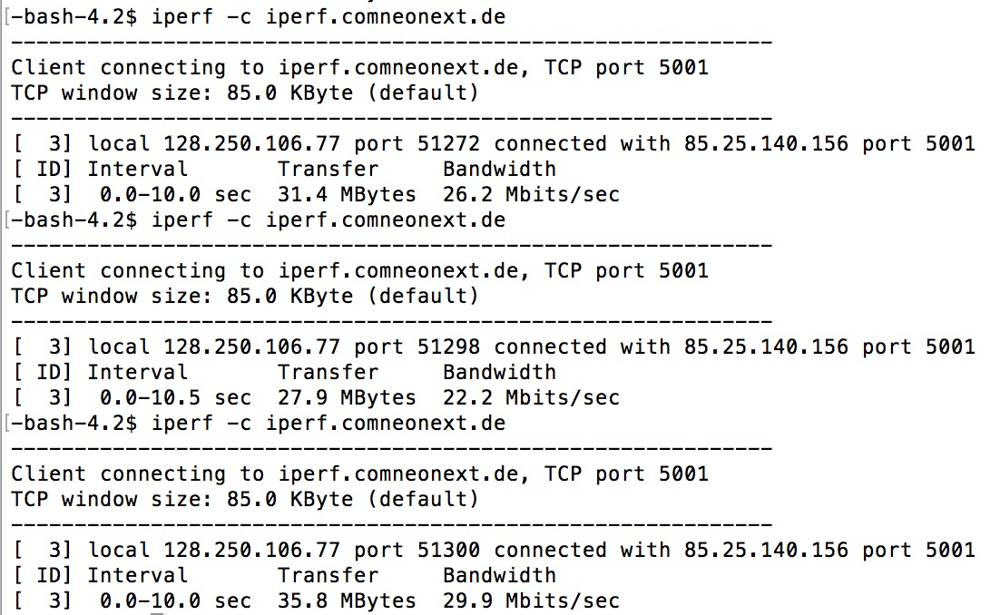 [-bash-4.2$ iperf -c iperf.comneonext.de
------------------------------------------------------------
Client connecting to iperf.comneonext.de, TCP port 5001
TCP window size: 85.0 KByte (default)
------------------------------------------------------------
[  3] local 128.250.106.77 port 51272 connected with 85.25.140.156 port 5001
[ ID] Interval       Transfer     Bandwidth
[  3]  0.0-10.0 sec  31.4 MBytes  26.2 Mbits/sec
[-bash-4.2$ iperf -c iperf.comneonext.de
------------------------------------------------------------
Client connecting to iperf.comneonext.de, TCP port 5001
TCP window size: 85.0 KByte (default)
------------------------------------------------------------
[  3] local 128.250.106.77 port 51298 connected with 85.25.140.156 port 5001
[ ID] Interval       Transfer     Bandwidth
[  3]  0.0-10.5 sec  27.9 MBytes  22.2 Mbits/sec
[-bash-4.2$ iperf -c iperf.comneonext.de
------------------------------------------------------------
Client connecting to iperf.comneonext.de, TCP port 5001
TCP window size: 85.0 KByte (default)
------------------------------------------------------------
[  3] local 128.250.106.77 port 51300 connected with 85.25.140.156 port 5001
[ ID] Interval       Transfer     Bandwidth
[  3]  0.0-10.0 sec  35.8 MBytes  29.9 Mbits/sec